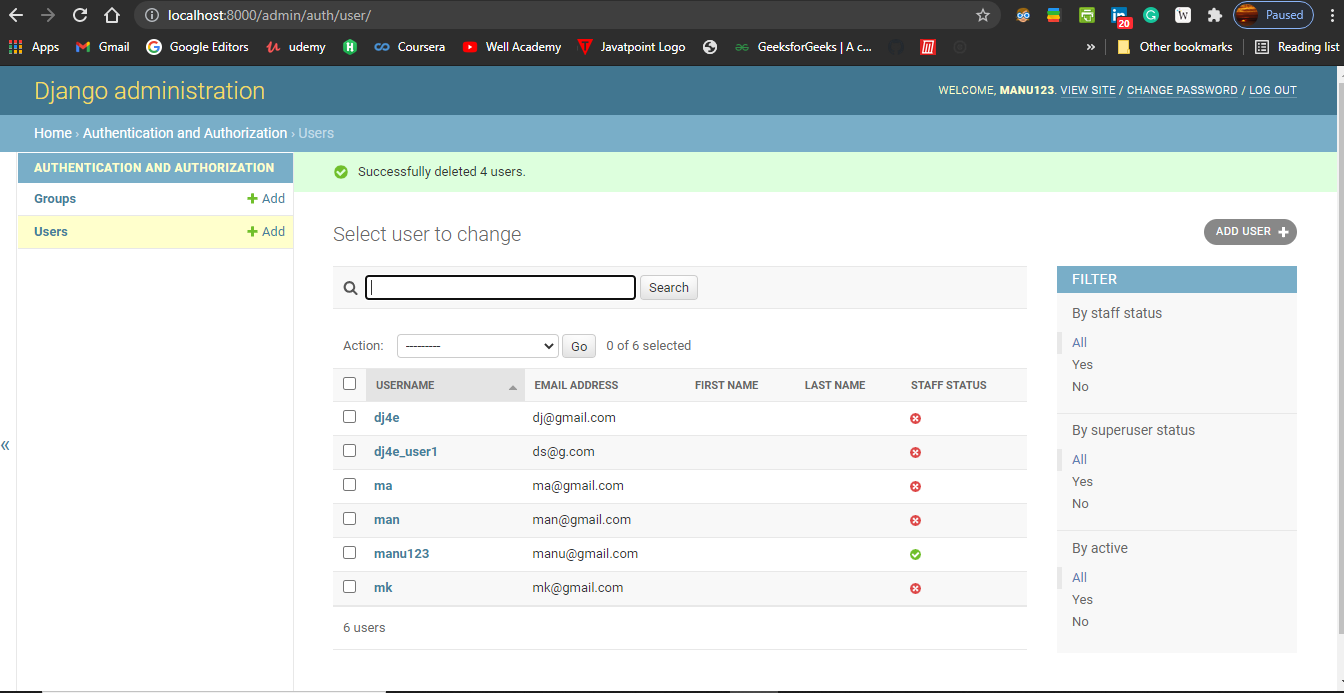 localhost:8000/admin/auth/user/
20
W
Paused
Apps Gmail Google Editors udemy Coursera Well Academy Javatpoint Logo GeeksforGeeks | A c... » Other bookmarks Reading list
Django administration
WELCOME, MANU123. VIEW SITE / CHANGE PASSWORD / LOG OUT
Home › Authentication and Authorization › Users
AUTHENTICATION AND AUTHORIZATION
Groups + Add
Users + Add
«
Successfully deleted 4 users.
Select user to change
ADD USER +
Search
Action: --------- Go 0 of 6 selected
USERNAME EMAIL ADDRESS FIRST NAME LAST NAME STAFF STATUS
dj4e dj@gmail.com
dj4e_user1 ds@g.com
ma ma@gmail.com
man man@gmail.com
manu123 manu@gmail.com
mk mk@gmail.com
6 users
FILTER
By staff status
All
Yes
No
By superuser status
All
Yes
No
By active
All
Yes
No